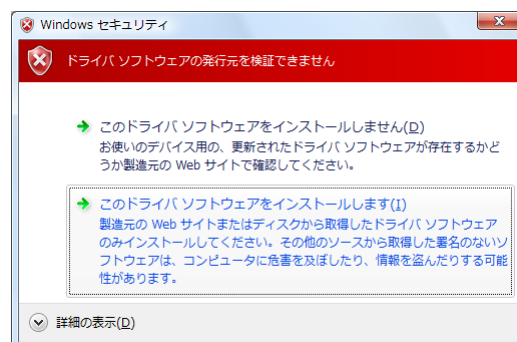 Windows セキュリティ
ドライバ ソフトウェアの発行元を検証できません
このドライバ ソフトウェアをインストールしません(D)
お使いのデバイス用の、更新されたドライバ ソフトウェアが存在するかど
うか製造元の Web サイトで確認してください。
このドライバ ソフトウェアをインストールします(I)
製造元の Web サイトまたはディスクから取得したドライバ ソフトウェア
のみインストールしてください。その他のソースから取得した署名のないソ
フトウェアは、コンピュータに危害を及ぼしたり、情報を盗んだりする可能
性があります。
詳細の表示(D)